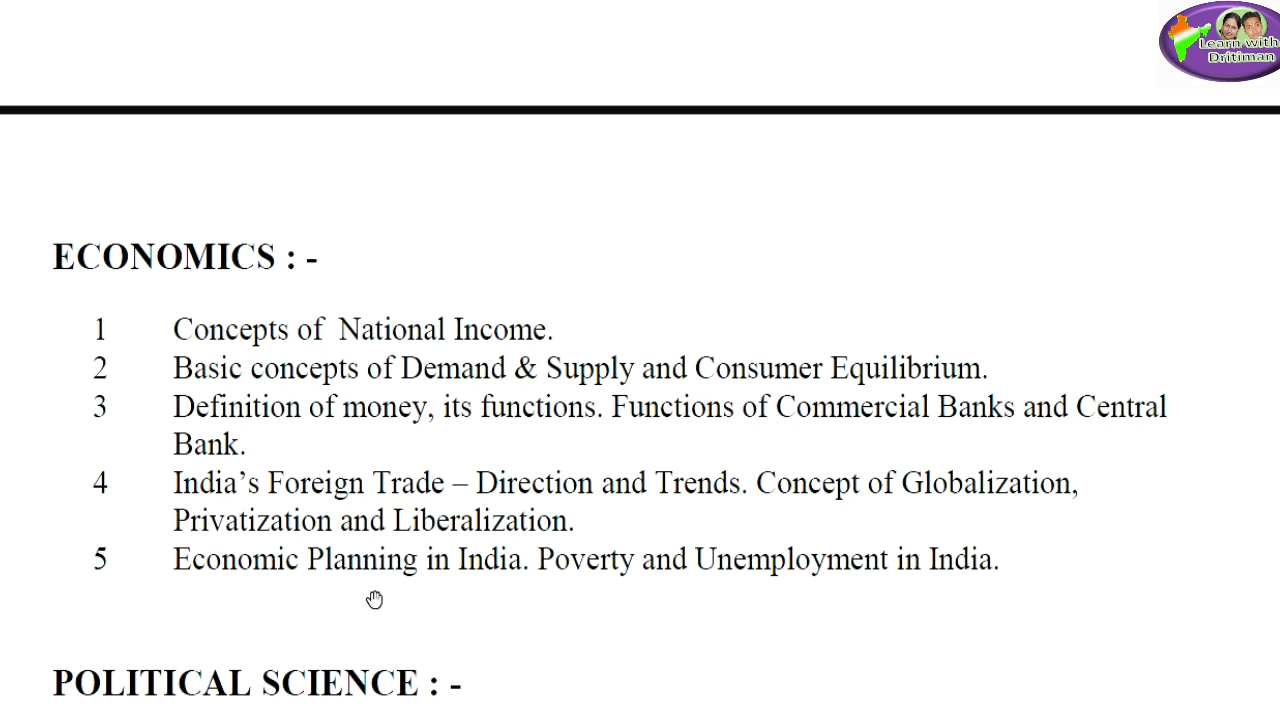 Learn with
Dritiman
ECONOMICS : -
1 Concepts of National Income.
2 Basic concepts of Demand & Supply and Consumer Equilibrium.
3 Definition of money, its functions. Functions of Commercial Banks and Central
Bank.
4 India’s Foreign Trade – Direction and Trends. Concept of Globalization,
Privatization and Liberalization.
5 Economic Planning in India. Poverty and Unemployment in India.
POLITICAL SCIENCE : -